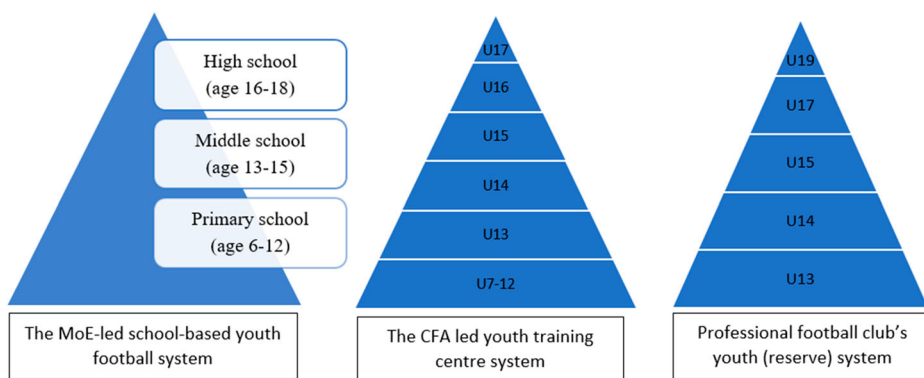 High school
(age 16-18)
Middle school
(age 13-15)
Primary school
(age 6-12)
The MoE-led school-based youth
football system
U17
U16
U15
U14
U13
U7-12
The CFA led youth training
centre system
U19
U17
U15
U14
U13
Professional football club's
youth (reserve) system